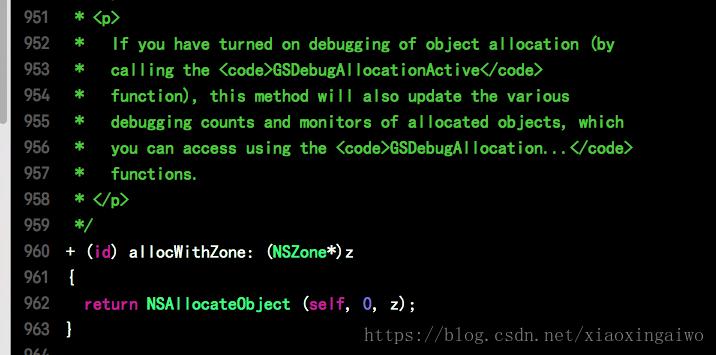 951  * <p>
952  *   If you have turned on debugging of object allocation (by
953  *   calling the <code>GSDebugAllocationActive</code>
954  *   function), this method will also update the various
955  *   debugging counts and monitors of allocated objects, which
956  *   you can access using the <code>GSDebugAllocation...</code>
957  *   functions.
958  * </p>
959  */
960 + (id) allocWithZone: (NSZone*)z
961 {
962   return NSAllocateObject (self, 0, z);
963 }
https://blog.csdn.net/xiaoxingaiwo
964